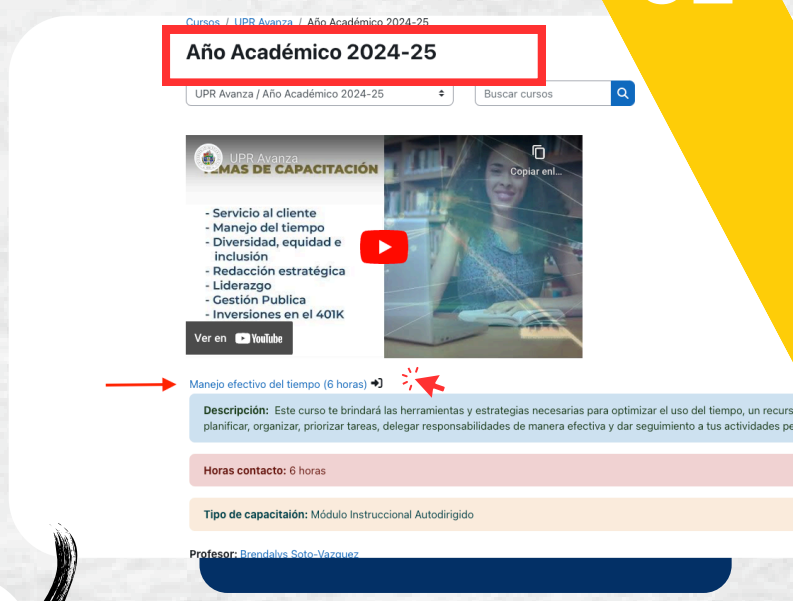 Cursos / UPR Avanza / Año Académico 2024-25
Año Académico 2024-25
UPR Avanza / Año Académico 2024-25
Buscar cursos
UPR Avanza
TEMAS DE CAPACITACIÓN
Copiar enl...
- Servicio al cliente
- Manejo del tiempo
- Diversidad, equidad e
inclusión
- Redacción estratégica
- Liderazgo
- Gestión Publica
- Inversiones en el 401K
Ver en YouTube
Manejo efectivo del tiempo (6 horas)
Descripción: Este curso te brindará las herramientas y estrategias necesarias para optimizar el uso del tiempo, un recurs
planificar, organizar, priorizar tareas, delegar responsabilidades de manera efectiva y dar seguimiento a tus actividades pe
Horas contacto: 6 horas
Tipo de capacitaión: Módulo Instruccional Autodirigido
Profesor: Brendalys Soto-Vazquez